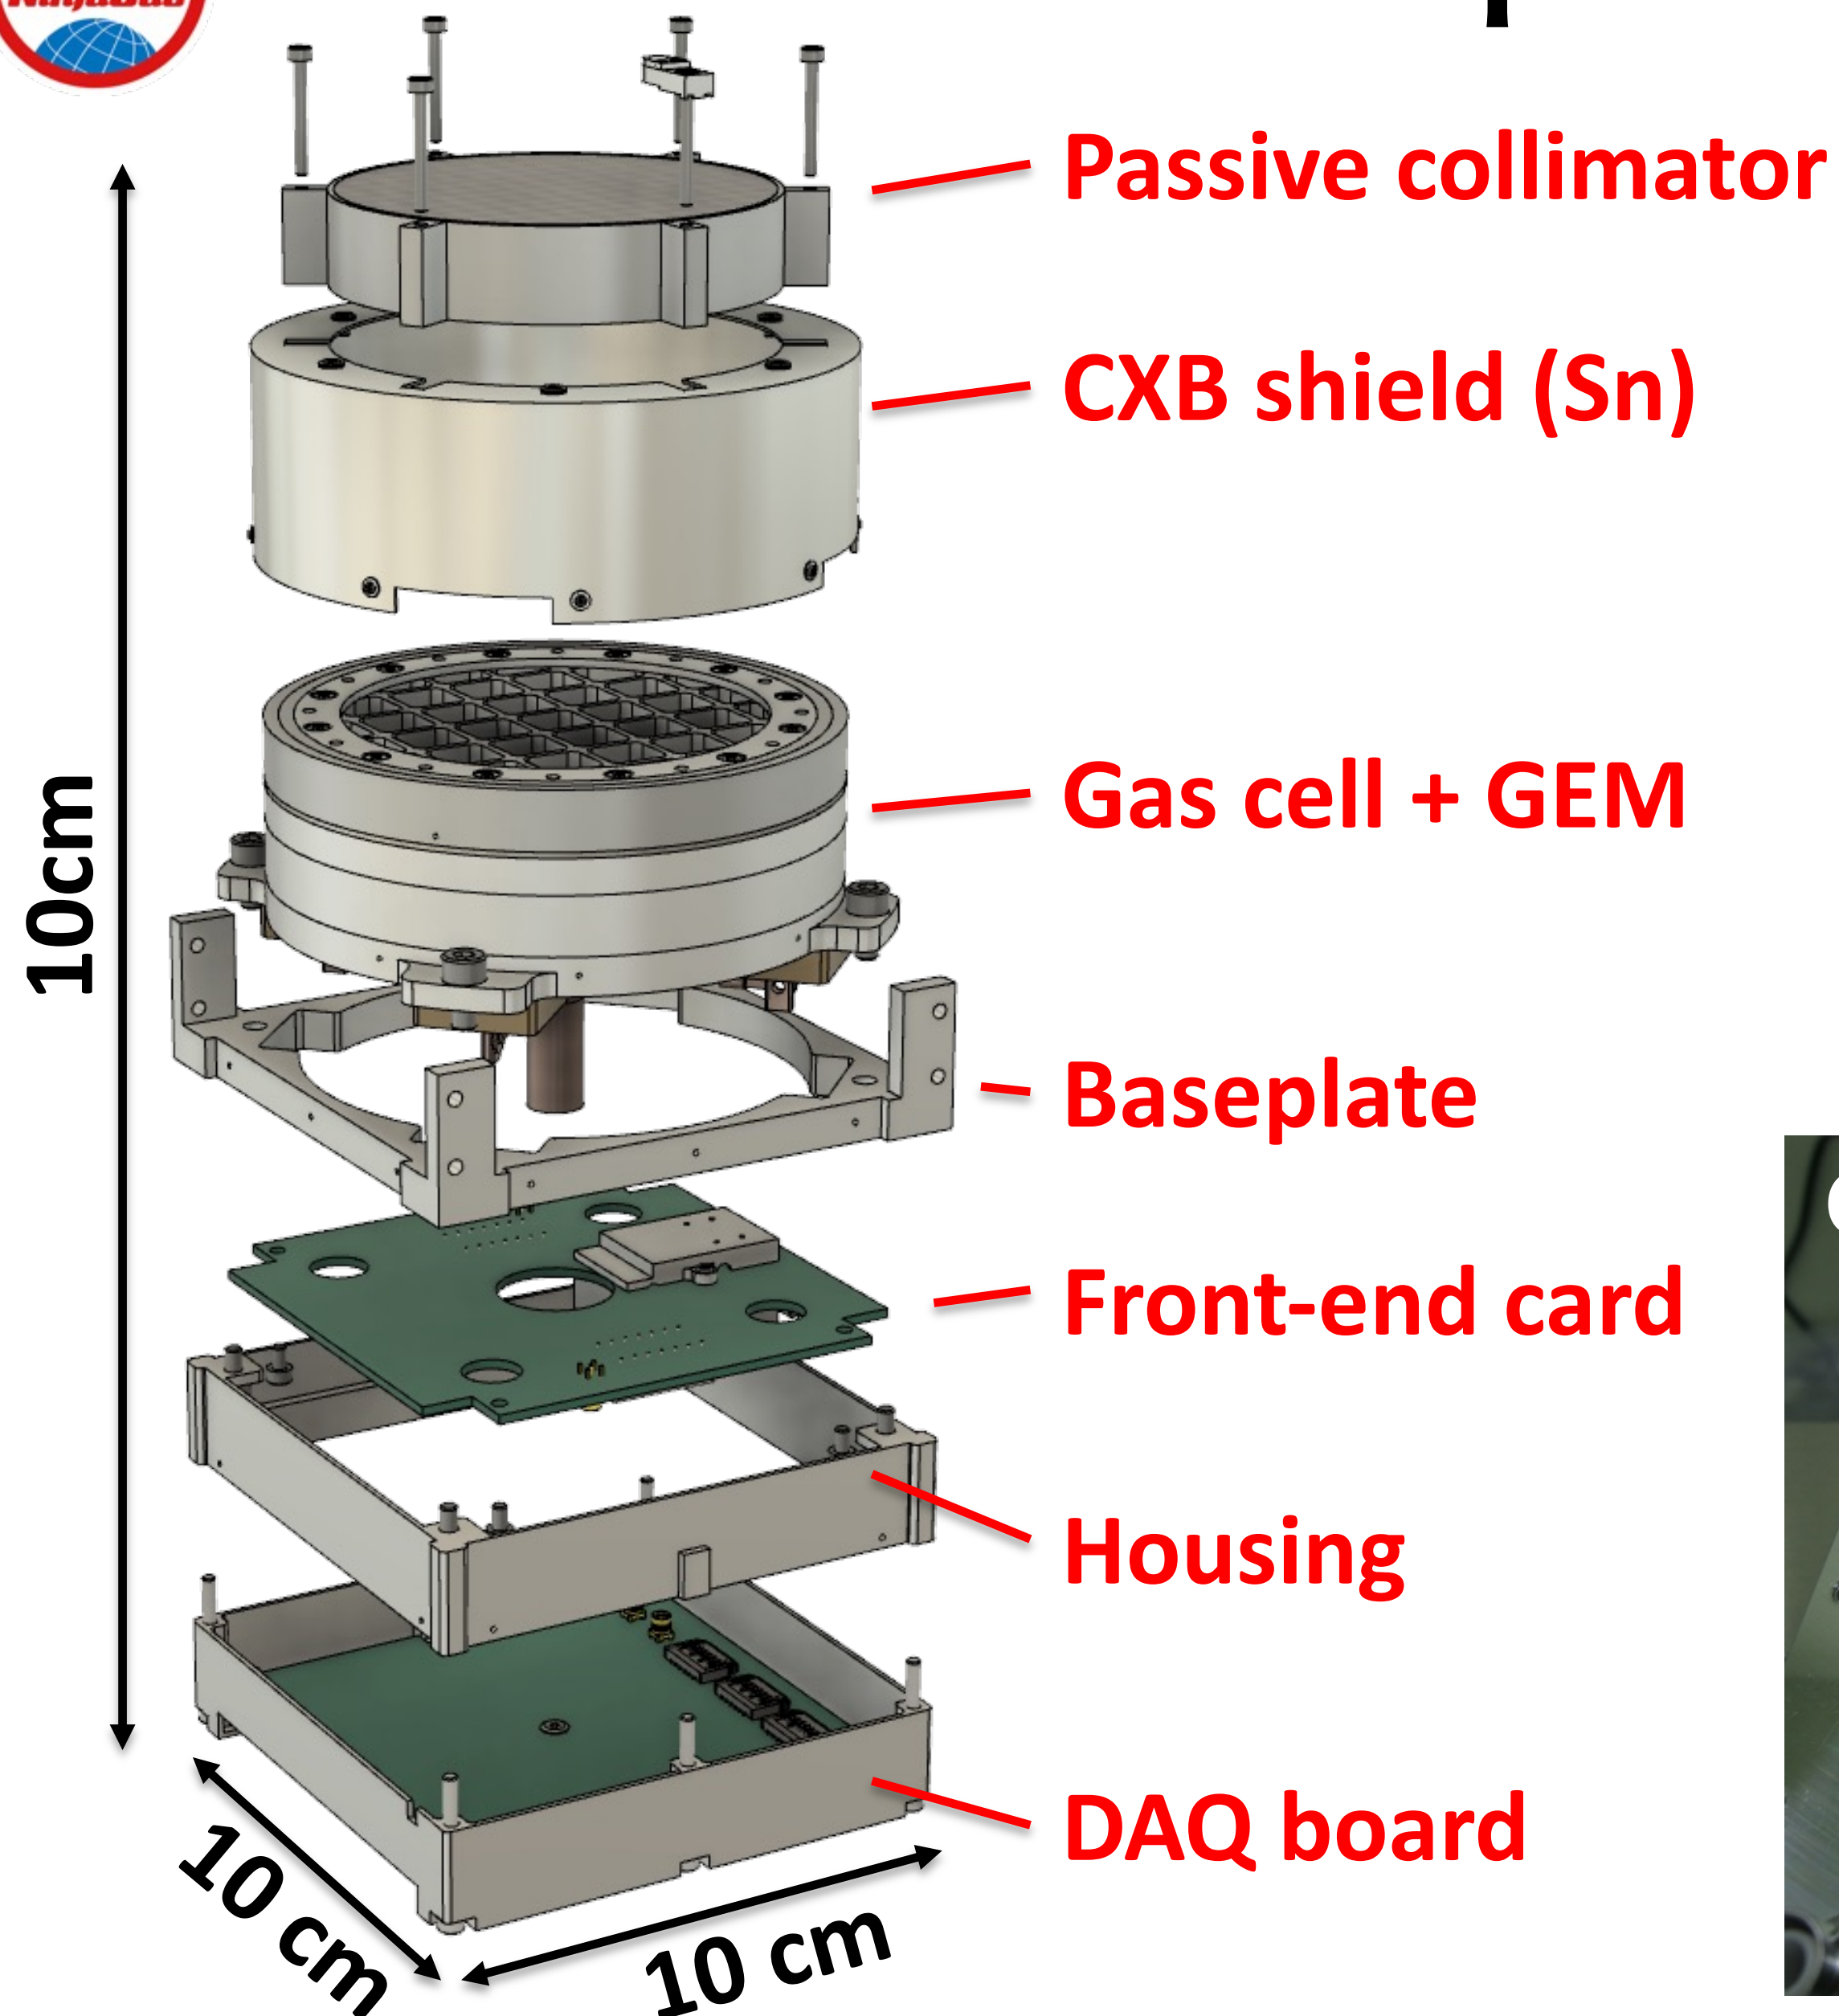 NinjaSat
Passive collimator
CXB shield (Sn)
Gas cell + GEM
10cm
Baseplate
Front-end card
Housing
DAQ board
10 cm
10 cm